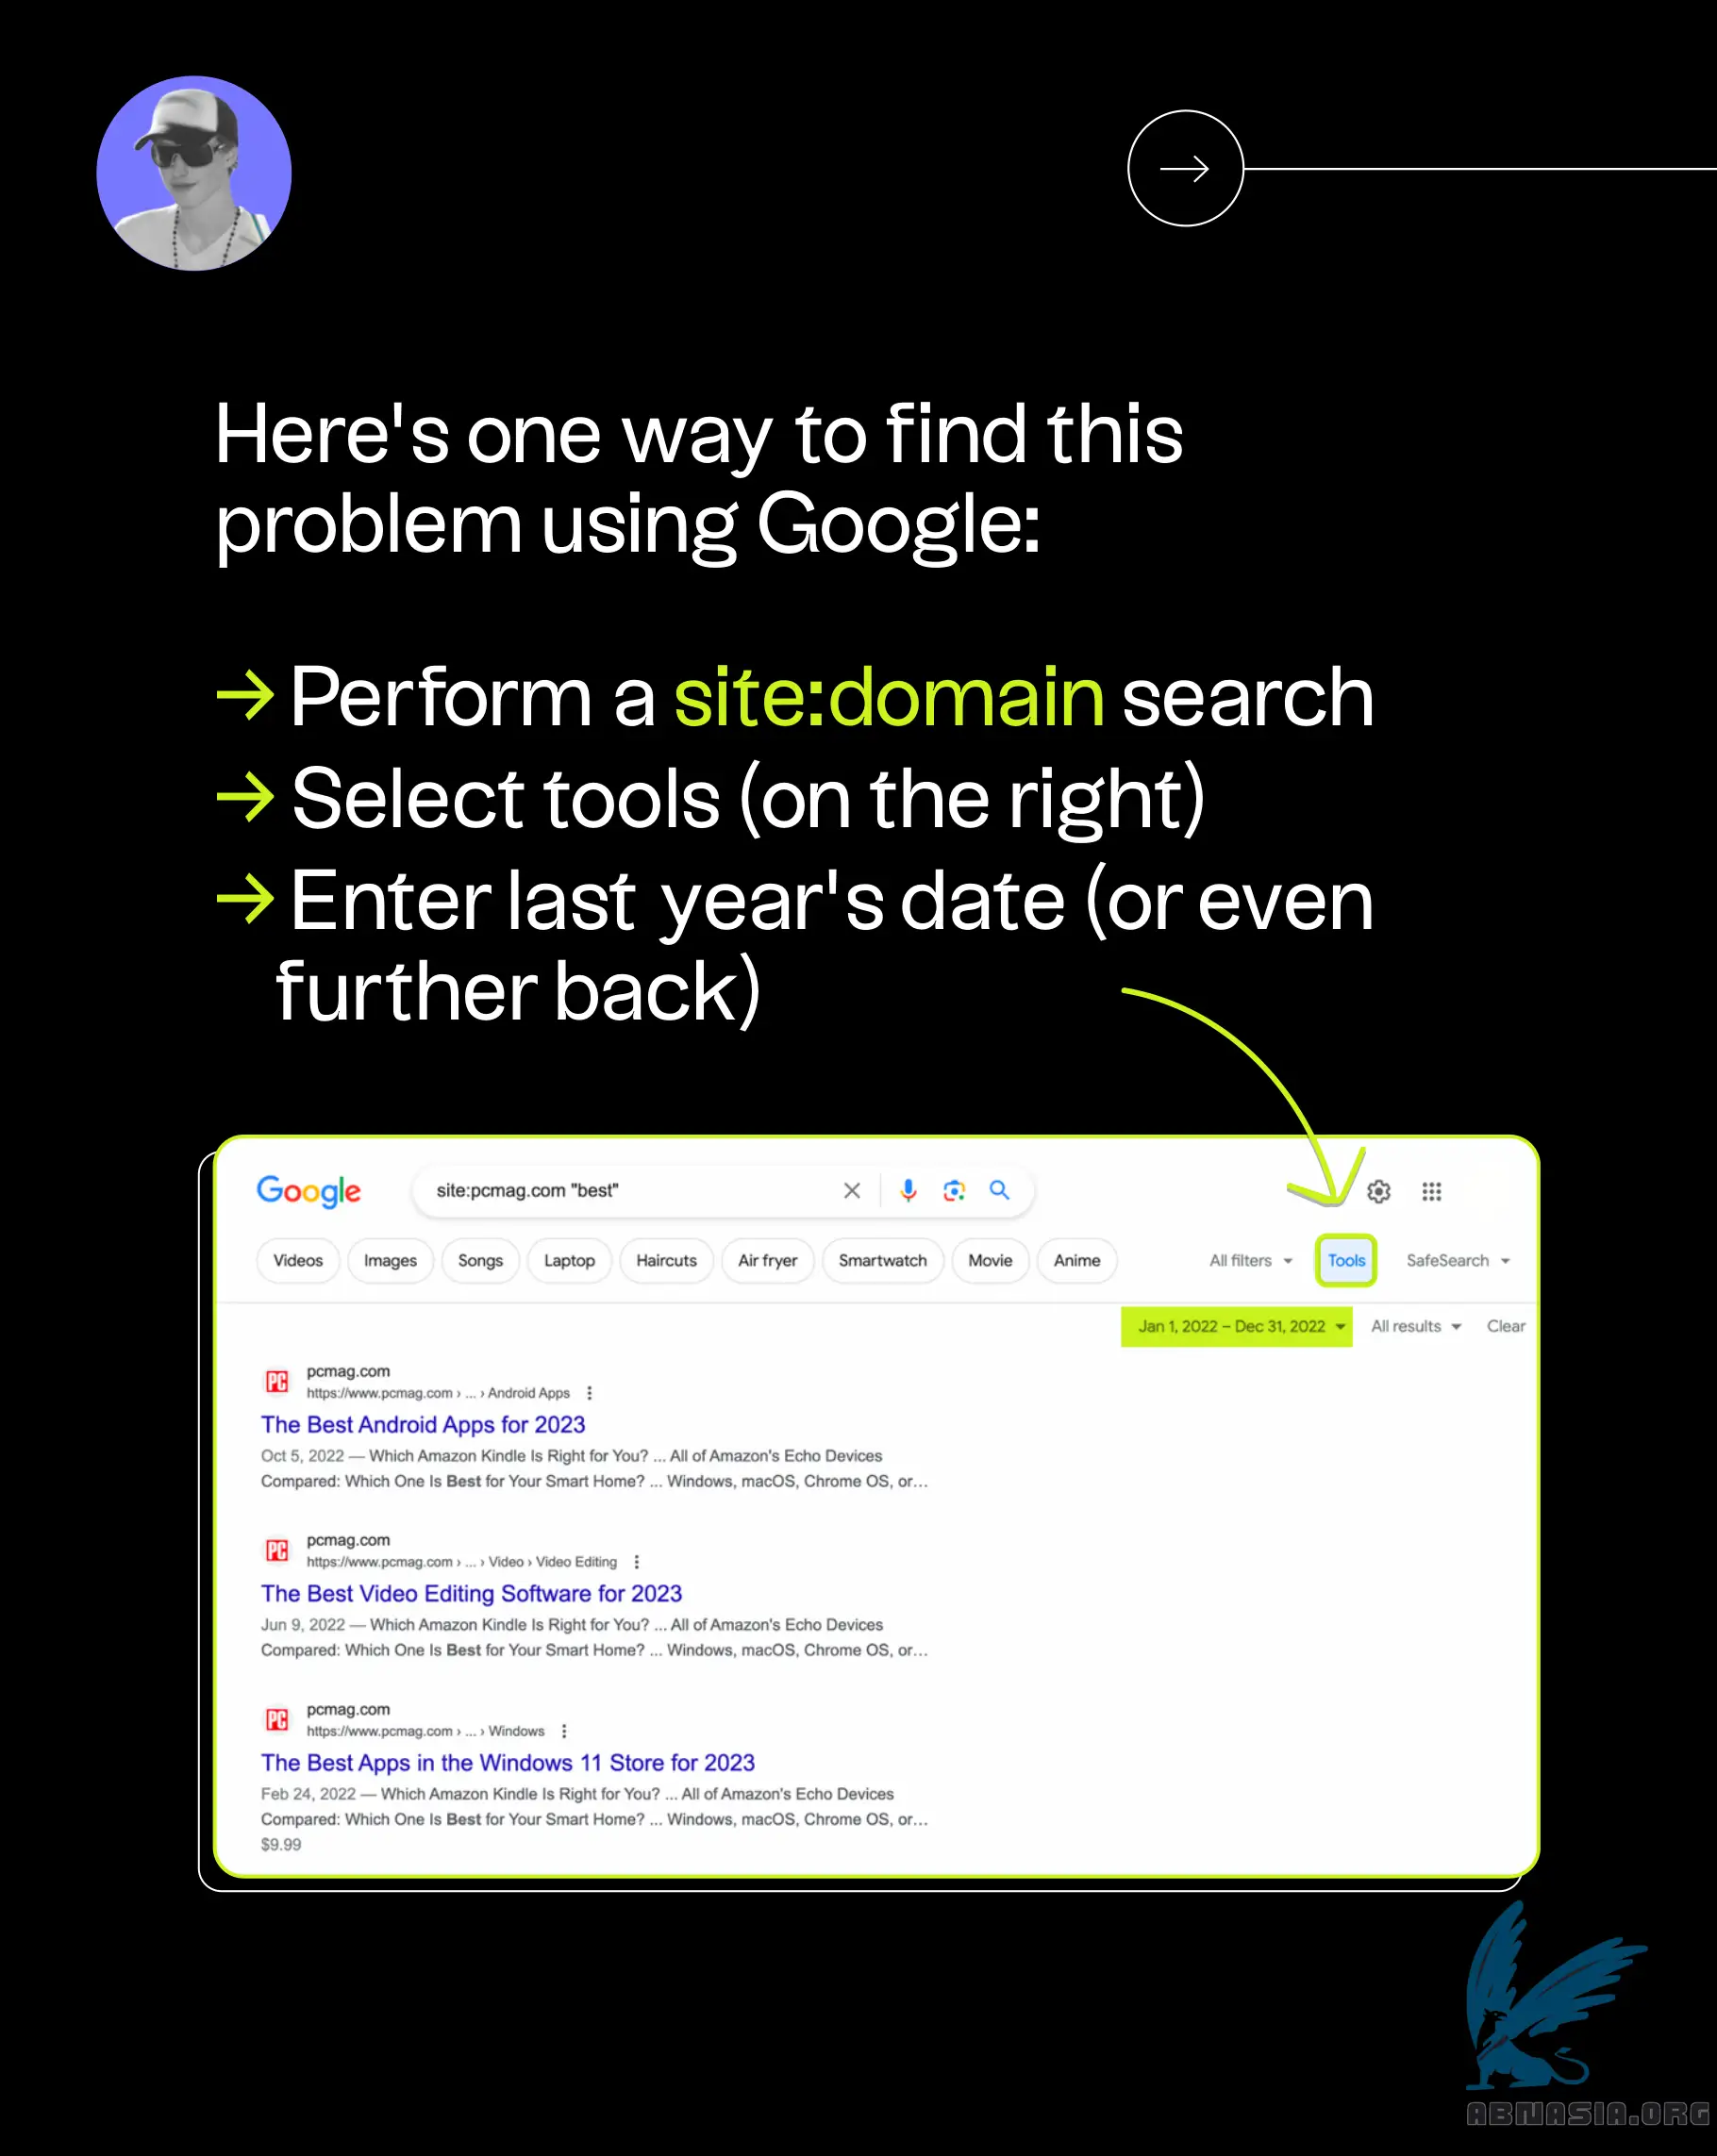 Here's one way to find this
problem using Google:
→ Perform a site:domain search
→ Select tools (on the right)
→ Enter last year's date (or even
further back)
Google
site:pcmag.com "best"
Videos Images Songs Laptop Haircuts Air fryer Smartwatch Movie Anime All filters Tools SafeSearch
Jan 1, 2022 – Dec 31, 2022 All results Clear
PC pcmag.com
https://www.pcmag.com › ... › Android Apps
The Best Android Apps for 2023
Oct 5, 2022 — Which Amazon Kindle Is Right for You? ... All of Amazon's Echo Devices
Compared: Which One Is Best for Your Smart Home? ... Windows, macOS, Chrome OS, or...
PC pcmag.com
https://www.pcmag.com › ... › Video › Video Editing
The Best Video Editing Software for 2023
Jun 9, 2022 — Which Amazon Kindle Is Right for You? ... All of Amazon's Echo Devices
Compared: Which One Is Best for Your Smart Home? ... Windows, macOS, Chrome OS, or...
PC pcmag.com
https://www.pcmag.com › ... › Windows
The Best Apps in the Windows 11 Store for 2023
Feb 24, 2022 — Which Amazon Kindle Is Right for You? ... All of Amazon's Echo Devices
Compared: Which One Is Best for Your Smart Home? ... Windows, macOS, Chrome OS, or...
$9.99
ABNASIA.ORG